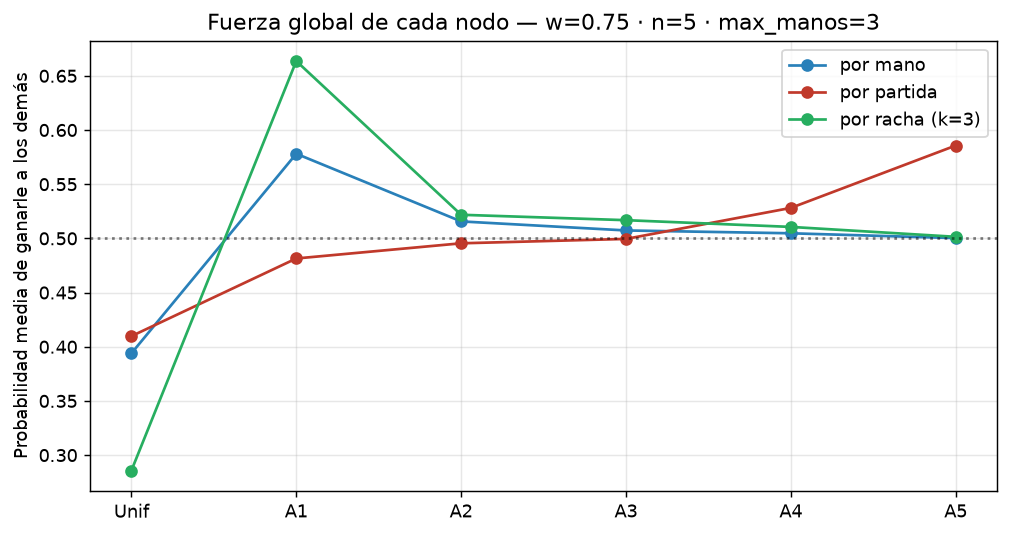 Fuerza global de cada nodo — w=0.75 · n=5 · max_manos=3
Probabilidad media de ganarle a los demás
0.65
0.60
0.55
0.50
0.45
0.40
0.35
0.30
por mano
por partida
por racha (k=3)
Unif
A1
A2
A3
A4
A5